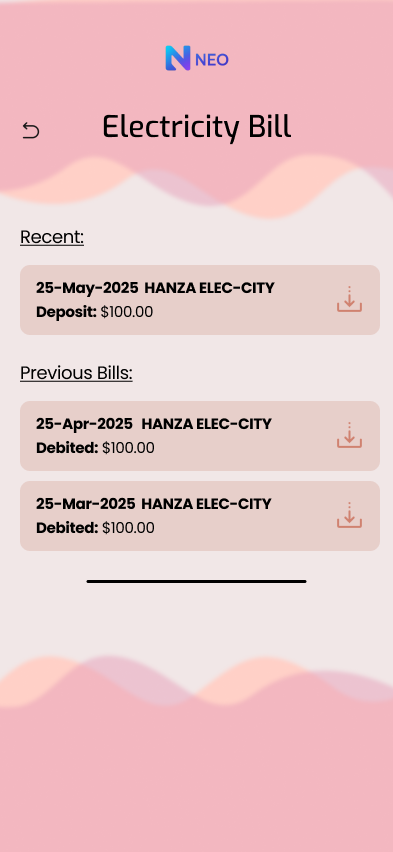 NEO
Electricity Bill
Recent:
25-May-2025 HANZA ELEC-CITY
Deposit: $100.00
Previous Bills:
25-Apr-2025 HANZA ELEC-CITY
Debited: $100.00
25-Mar-2025 HANZA ELEC-CITY
Debited: $100.00